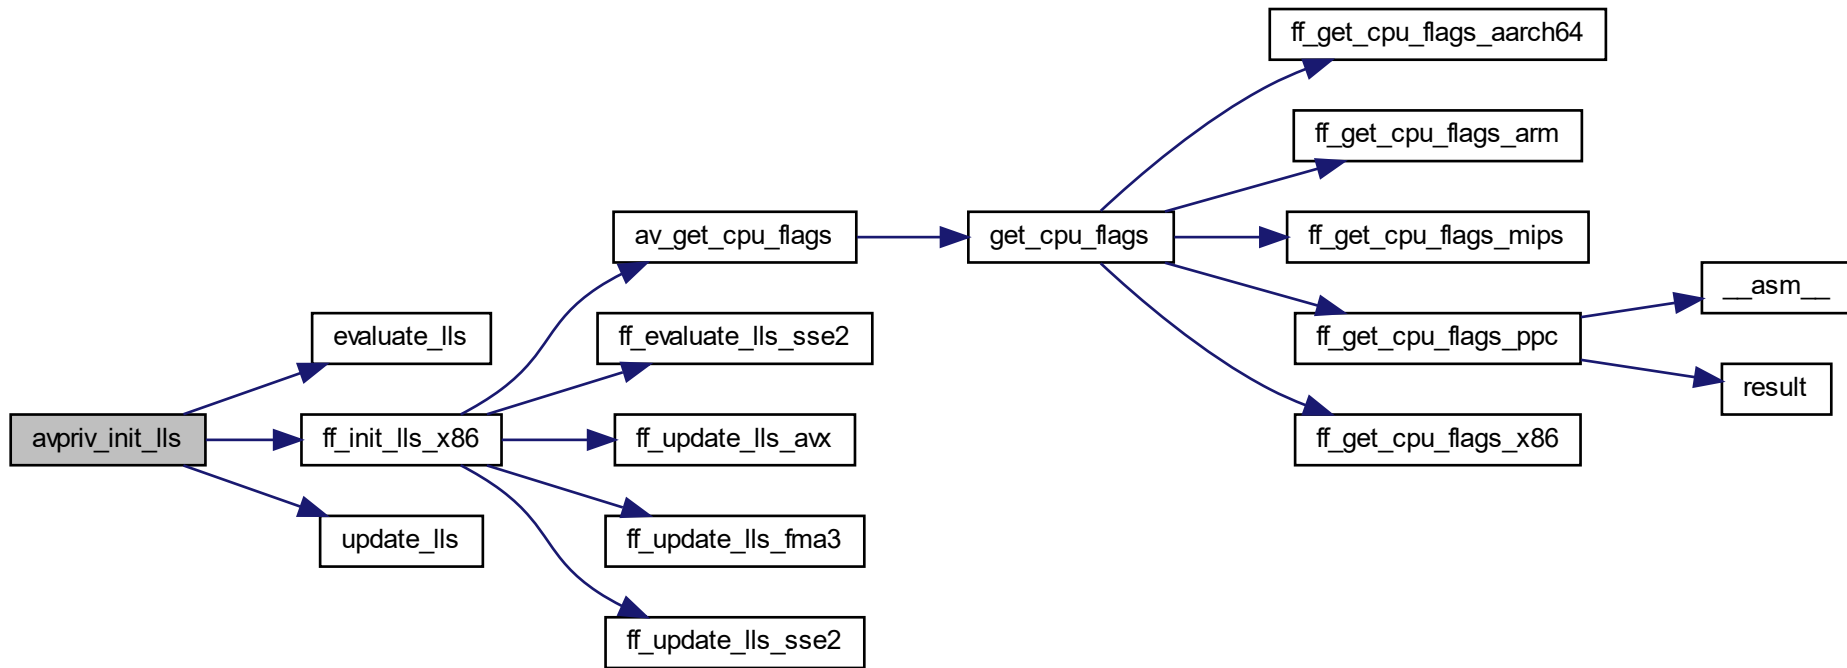 ff_get_cpu_flags_aarch64
ff_get_cpu_flags_arm
av_get_cpu_flags
get_cpu_flags
ff_get_cpu_flags_mips
__asm__
evaluate_lls
ff_evaluate_lls_sse2
ff_get_cpu_flags_ppc
result
avpriv_init_lls
ff_init_lls_x86
ff_update_lls_avx
ff_get_cpu_flags_x86
update_lls
ff_update_lls_fma3
ff_update_lls_sse2